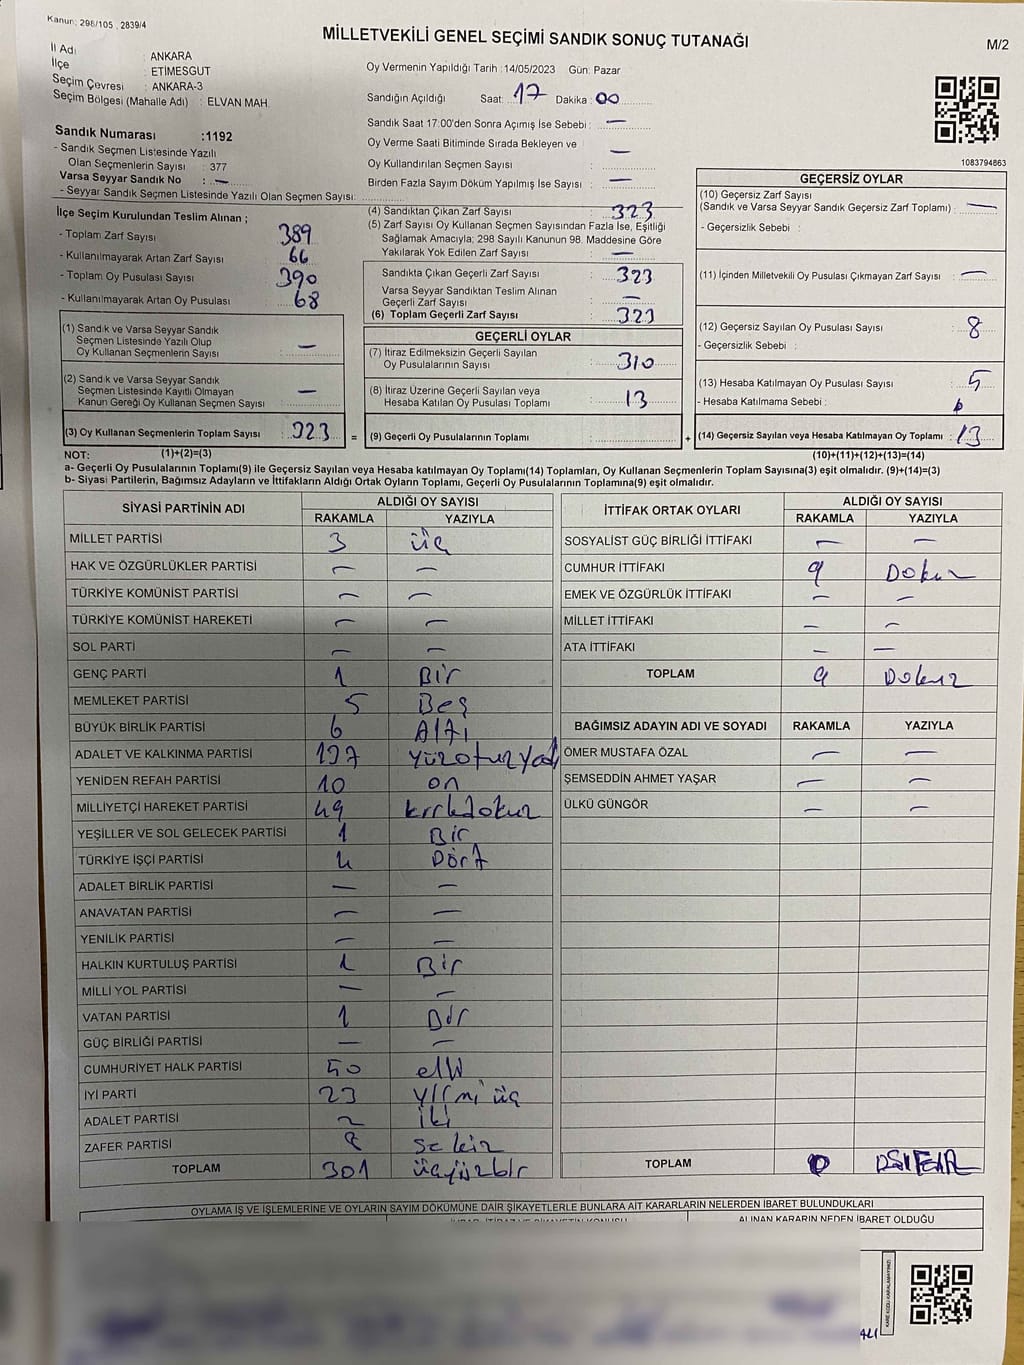 Kanun: 298/105 , 2839/4
MİLLETVEKİLİ GENEL SEÇİMİ SANDIK SONUÇ TUTANAĞI
M/2
İl Adı : ANKARA
İlçe : ETİMESGUT
Seçim Çevresi : ANKARA-3
Seçim Bölgesi (Mahalle Adı) : ELVAN MAH.
Oy Vermenin Yapıldığı Tarih :14/05/2023 Gün: Pazar
Sandığın Açıldığı Saat: 17 Dakika : 00
Sandık Saat 17:00'den Sonra Açımış İse Sebebi : —
Oy Verme Saati Bitiminde Sırada Bekleyen ve
Oy Kullandırılan Seçmen Sayısı : —
Birden Fazla Sayım Döküm Yapılmış İse Sayısı : —
1083794863
Sandık Numarası :1192
- Sandık Seçmen Listesinde Yazılı
Olan Seçmenlerin Sayısı : 377
Varsa Seyyar Sandık No : —
- Seyyar Sandık Seçmen Listesinde Yazılı Olan Seçmen Sayısı:
İlçe Seçim Kurulundan Teslim Alınan ;
- Toplam Zarf Sayısı : 389
- Kullanılmayarak Artan Zarf Sayısı : 66
- Toplam Oy Pusulası Sayısı : 390
- Kullanılmayarak Artan Oy Pusulası : 68
(1) Sandık ve Varsa Seyyar Sandık
Seçmen Listesinde Yazılı Olup
Oy Kullanan Seçmenlerin Sayısı : —
(2) Sandık ve Varsa Seyyar Sandık
Seçmen Listesinde Kayıtlı Olmayan
Kanun Gereği Oy Kullanan Seçmen Sayısı : —
(3) Oy Kullanan Seçmenlerin Toplam Sayısı : 323 =
(1)+(2)=(3)
(4) Sandıktan Çıkan Zarf Sayısı : 323
(5) Zarf Sayısı Oy Kullanan Seçmen Sayısından Fazla İse, Eşitliği
Sağlamak Amacıyla; 298 Sayılı Kanunun 98. Maddesine Göre
Yakılarak Yok Edilen Zarf Sayısı : —
Sandıkta Çıkan Geçerli Zarf Sayısı : 323
Varsa Seyyar Sandıktan Teslim Alınan
Geçerli Zarf Sayısı : —
(6) Toplam Geçerli Zarf Sayısı : 323
GEÇERLİ OYLAR
(7) İtiraz Edilmeksizin Geçerli Sayılan
Oy Pusulalarının Sayısı : 310
(8) İtiraz Üzerine Geçerli Sayılan veya
Hesaba Katılan Oy Pusulası Toplamı : 13
(9) Geçerli Oy Pusulalarının Toplamı : +
GEÇERSİZ OYLAR
(10) Geçersiz Zarf Sayısı
(Sandık ve Varsa Seyyar Sandık Geçersiz Zarf Toplamı) : —
- Geçersizlik Sebebi :
(11) İçinden Milletvekili Oy Pusulası Çıkmayan Zarf Sayısı : —
(12) Geçersiz Sayılan Oy Pusulası Sayısı : 8
- Geçersizlik Sebebi :
(13) Hesaba Katılmayan Oy Pusulası Sayısı : 5
- Hesaba Katılmama Sebebi :
(14) Geçersiz Sayılan veya Hesaba Katılmayan Oy Toplamı : 13
(10)+(11)+(12)+(13)=(14)
NOT:
a- Geçerli Oy Pusulalarının Toplamı(9) ile Geçersiz Sayılan veya Hesaba katılmayan Oy Toplamı(14) Toplamları, Oy Kullanan Seçmenlerin Toplam Sayısına(3) eşit olmalıdır. (9)+(14)=(3)
b- Siyasi Partilerin, Bağımsız Adayların ve İttifakların Aldığı Ortak Oyların Toplamı, Geçerli Oy Pusulalarının Toplamına(9) eşit olmalıdır.
SİYASİ PARTİNİN ADI ALDIĞI OY SAYISI
RAKAMLA YAZIYLA
MİLLET PARTİSİ 3 üç
HAK VE ÖZGÜRLÜKLER PARTİSİ — —
TÜRKİYE KOMÜNİST PARTİSİ — —
TÜRKİYE KOMÜNİST HAREKETİ — —
SOL PARTİ — —
GENÇ PARTİ 1 Bir
MEMLEKET PARTİSİ 5 Beş
BÜYÜK BİRLİK PARTİSİ 6 Altı
ADALET VE KALKINMA PARTİSİ 137
YENİDEN REFAH PARTİSİ 10 on
MİLLİYETÇİ HAREKET PARTİSİ 49 kırkdokuz
YEŞİLLER VE SOL GELECEK PARTİSİ 1 Bir
TÜRKİYE İŞÇİ PARTİSİ 4 Dört
ADALET BİRLİK PARTİSİ — —
ANAVATAN PARTİSİ — —
YENİLİK PARTİSİ — —
HALKIN KURTULUŞ PARTİSİ 1 Bir
MİLLİ YOL PARTİSİ — —
VATAN PARTİSİ 1 Bir
GÜÇ BİRLİĞİ PARTİSİ — —
CUMHURİYET HALK PARTİSİ 50 elli
İYİ PARTİ 23 yirmi üç
ADALET PARTİSİ 2 iki
ZAFER PARTİSİ 8 sekiz
TOPLAM 301 üçyüzbir
İTTİFAK ORTAK OYLARI ALDIĞI OY SAYISI
RAKAMLA YAZIYLA
SOSYALİST GÜÇ BİRLİĞİ İTTİFAKI — —
CUMHUR İTTİFAKI 9 Dokuz
EMEK VE ÖZGÜRLÜK İTTİFAKI — —
MİLLET İTTİFAKI — —
ATA İTTİFAKI — —
TOPLAM 9 Dokuz
BAĞIMSIZ ADAYIN ADI VE SOYADI RAKAMLA YAZIYLA
ÖMER MUSTAFA ÖZAL — —
ŞEMSEDDİN AHMET YAŞAR — —
ÜLKÜ GÜNGÖR — —
TOPLAM 0
OYLAMA İŞ VE İŞLEMLERİNE VE OYLARIN SAYIM DÖKÜMÜNE DAİR ŞİKAYETLERLE BUNLARA AİT KARARLARIN NELERDEN İBARET BULUNDUKLARI
ALINAN KARARIN NEDEN İBARET OLDUĞU
KARE KODU KARALAMAYINIZ!